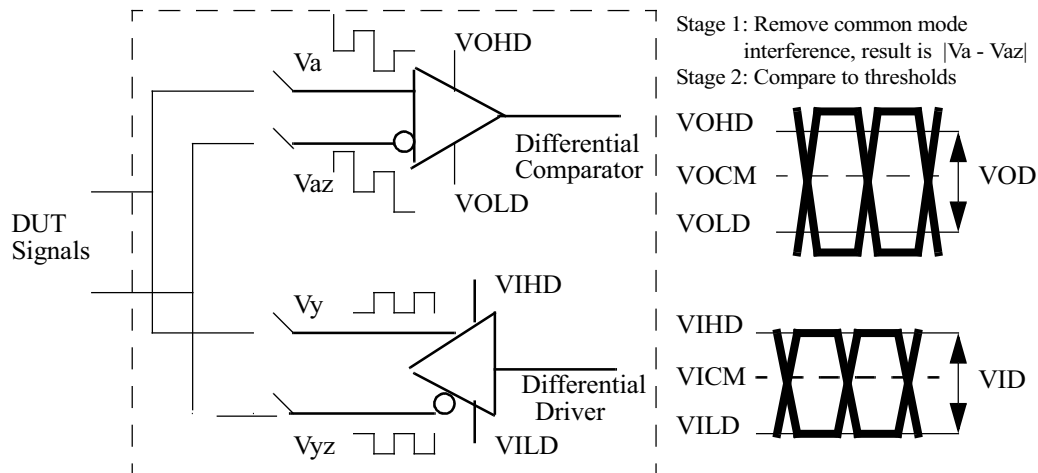 VOHD
Va
Differential
Comparator
Vaz
VOLD
DUT
Signals
VIHD
Vy
Differential
Driver
Vyz
VILD
Stage 1: Remove common mode
interference, result is |Va - Vaz|
Stage 2: Compare to thresholds
VOHD
VOCM
VOD
VOLD
VIHD
VICM
VID
VILD